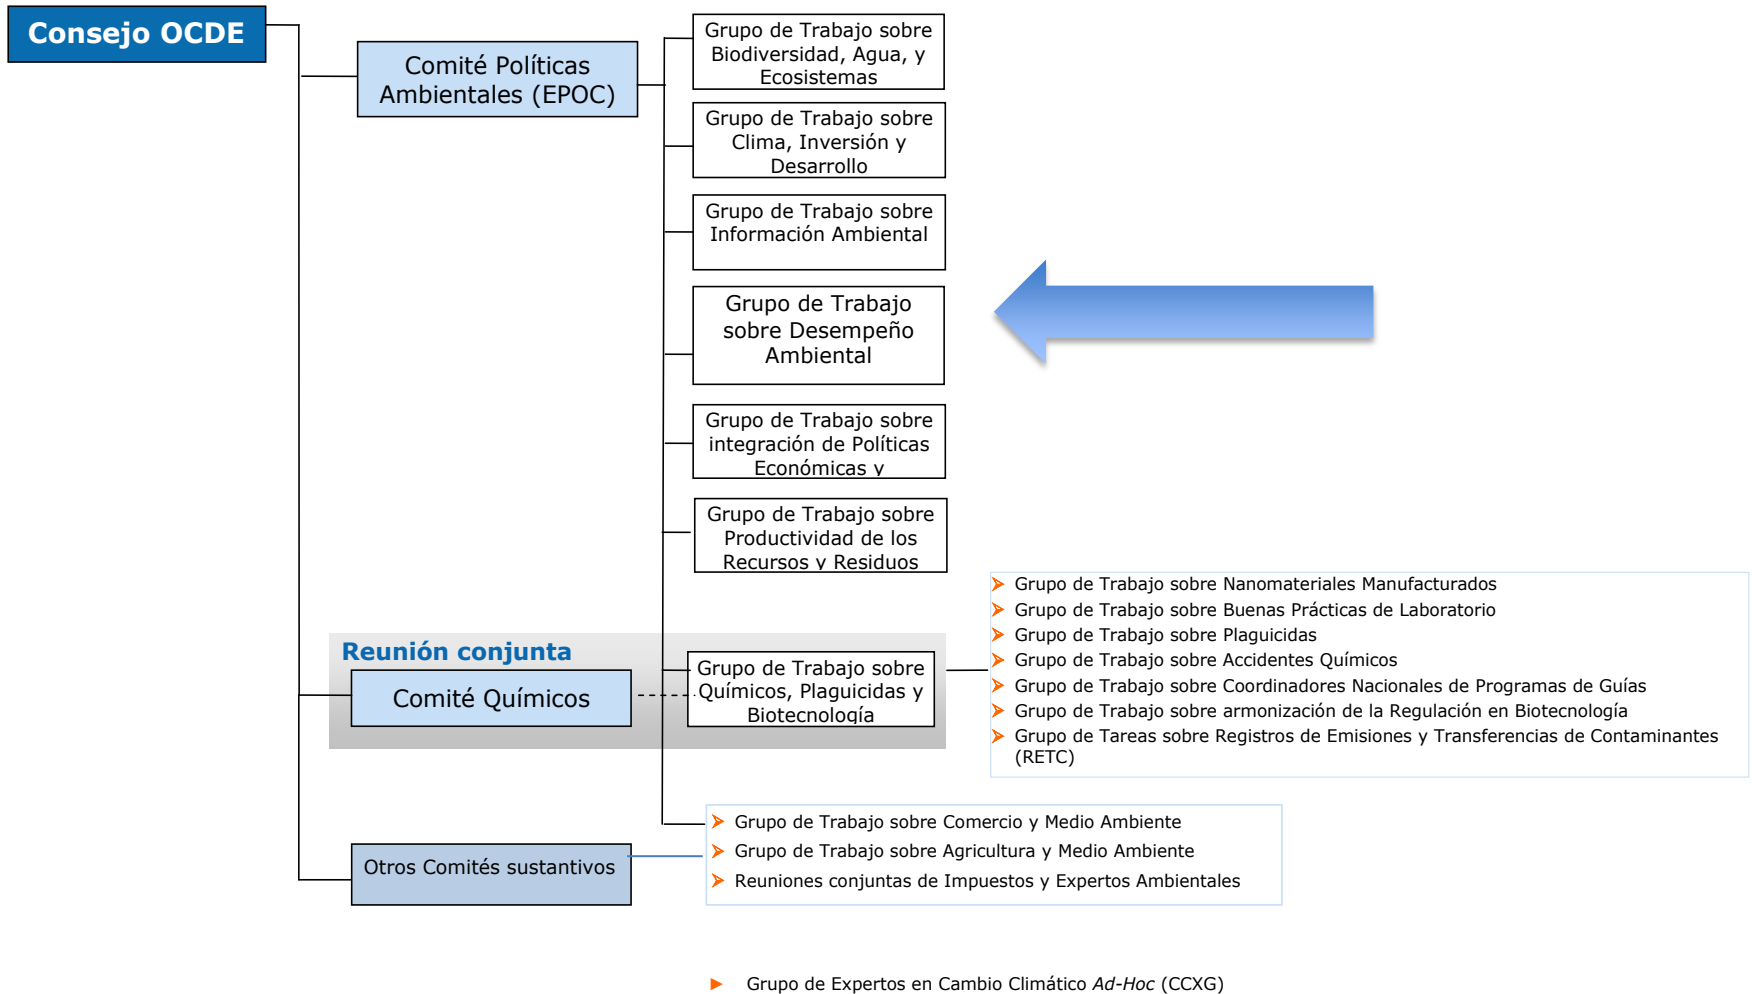 Consejo OCDE
Comité Políticas
Ambientales (EPOC)
Grupo de Trabajo sobre
Biodiversidad, Agua, y
Ecosistemas
Grupo de Trabajo sobre
Clima, Inversión y
Desarrollo
Grupo de Trabajo sobre
Información Ambiental
Grupo de Trabajo
sobre Desempeño
Ambiental
Grupo de Trabajo sobre
integración de Políticas
Económicas y
Grupo de Trabajo sobre
Productividad de los
Recursos y Residuos
Reunión conjunta
Comité Químicos
Grupo de Trabajo sobre
Químicos, Plaguicidas y
Biotecnología
Grupo de Trabajo sobre Nanomateriales Manufacturados
Grupo de Trabajo sobre Buenas Prácticas de Laboratorio
Grupo de Trabajo sobre Plaguicidas
Grupo de Trabajo sobre Accidentes Químicos
Grupo de Trabajo sobre Coordinadores Nacionales de Programas de Guías
Grupo de Trabajo sobre armonización de la Regulación en Biotecnología
Grupo de Tareas sobre Registros de Emisiones y Transferencias de Contaminantes
(RETC)
Otros Comités sustantivos
Grupo de Trabajo sobre Comercio y Medio Ambiente
Grupo de Trabajo sobre Agricultura y Medio Ambiente
Reuniones conjuntas de Impuestos y Expertos Ambientales
Grupo de Expertos en Cambio Climático Ad-Hoc (CCXG)